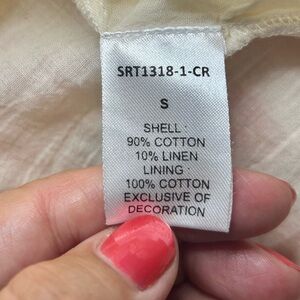 SRT1318-1-CR
S
SHELL :
90% COTTON
10% LINEN
LINING :
100% COTTON
EXCLUSIVE OF
DECORATION